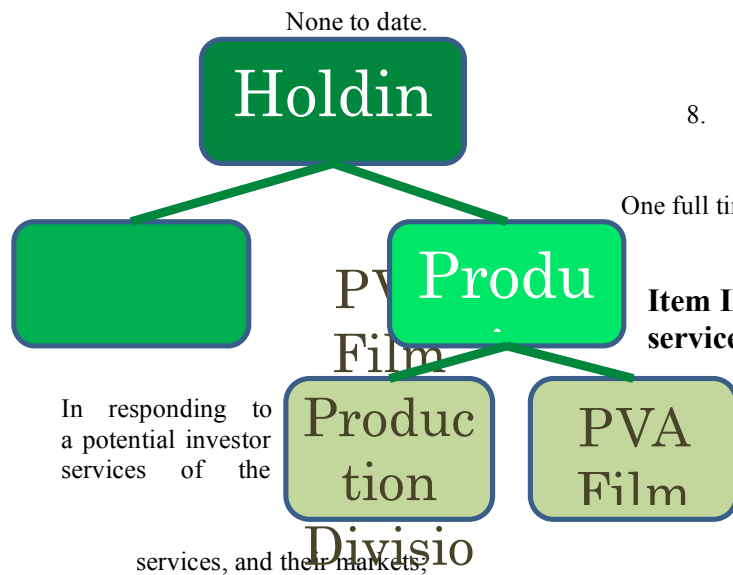 None to date.
Holdin
8.
One full
Produ
PV
Film
Item
service
In responding to
a potential investor
services of the
Produc
tion
Divisio
PVA
Film
services, and their markets;